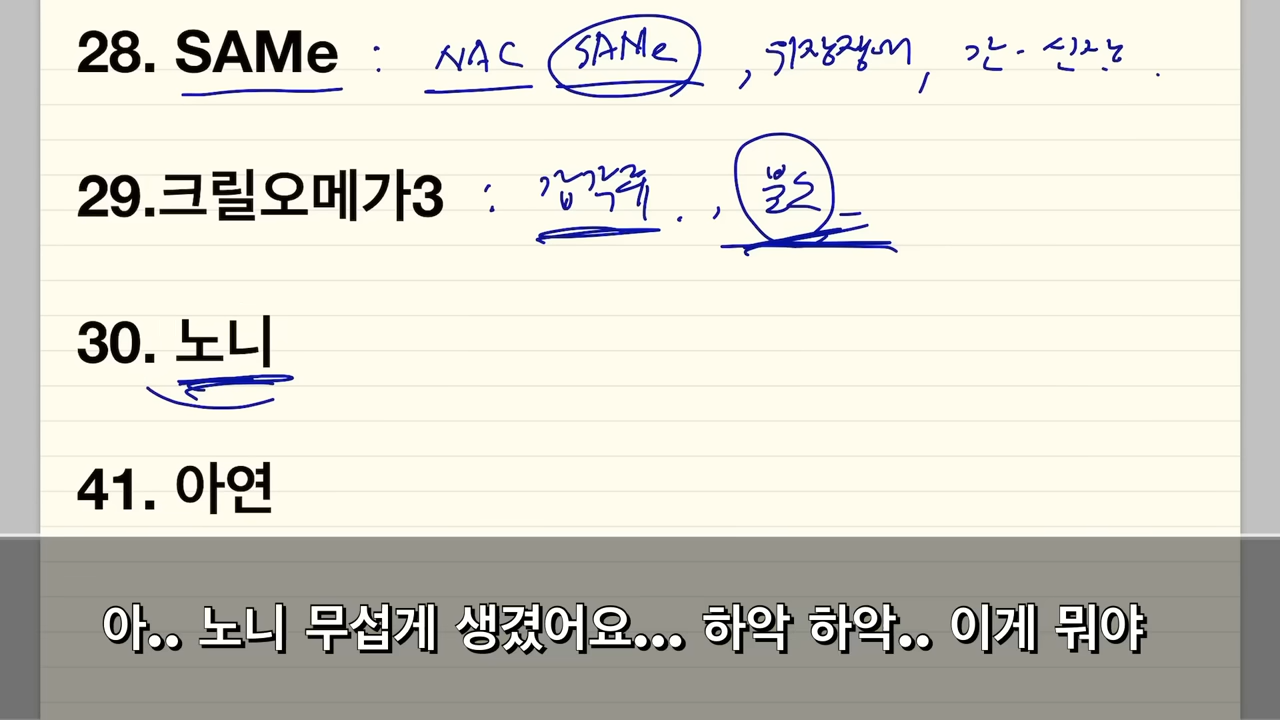 28. SAMe : NAC SAMe , 위장장애 , 간 · 신장 .
29.크릴오메가3 : 갑각류 . ,
30. 노니
41. 아연
아.. 노니 무섭게 생겼어요... 하악 하악.. 이게 뭐야